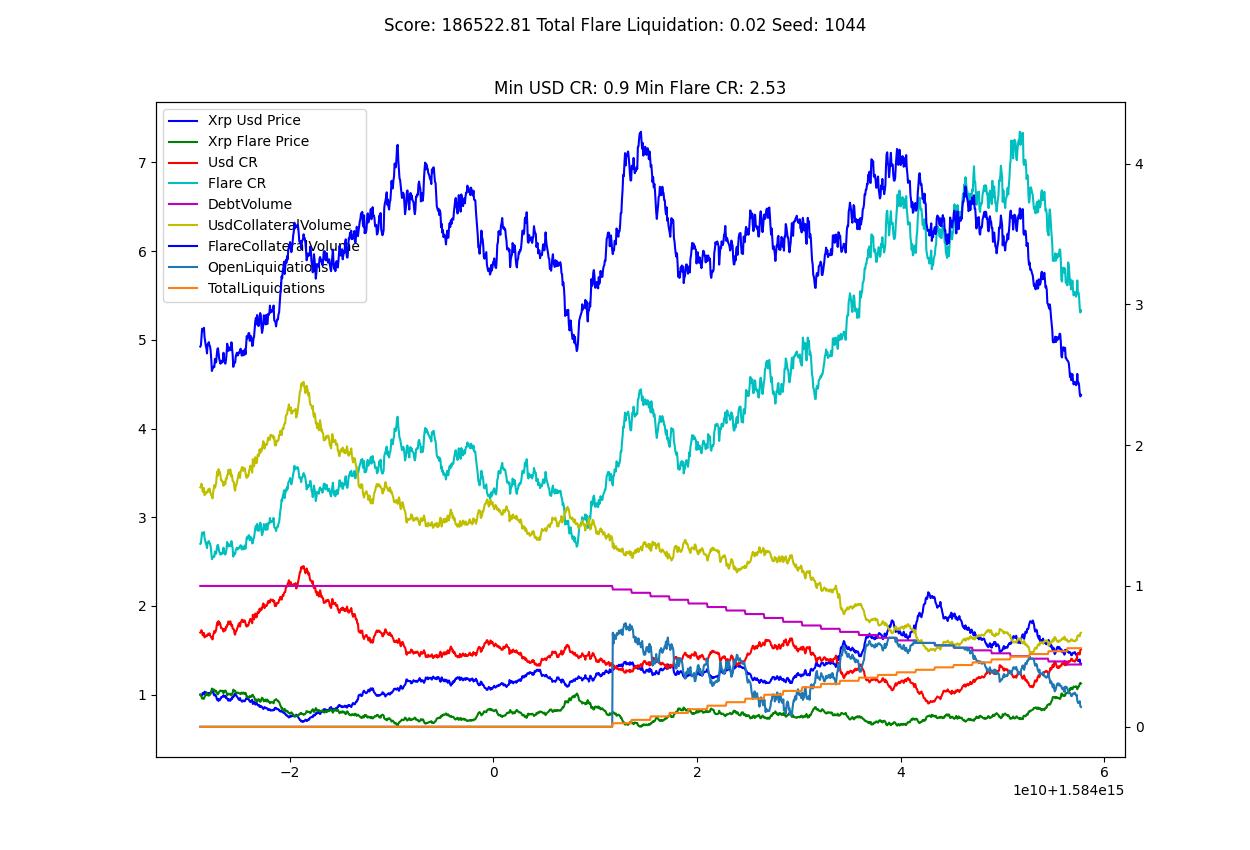 Score: 186522.81 Total Flare Liquidation: 0.02 Seed: 1044
Min USD CR: 0.9 Min Flare CR: 2.53
Xrp Usd Price
Xrp Flare Price
Usd CR
Flare CR
DebtVolume
UsdCollateralVolume
FlareCollateralVolume
OpenLiquidations
TotalLiquidations
7
6
5
4
3
2
1
4
3
2
1
0
−2
0
2
4
6
1e10+1.584e15